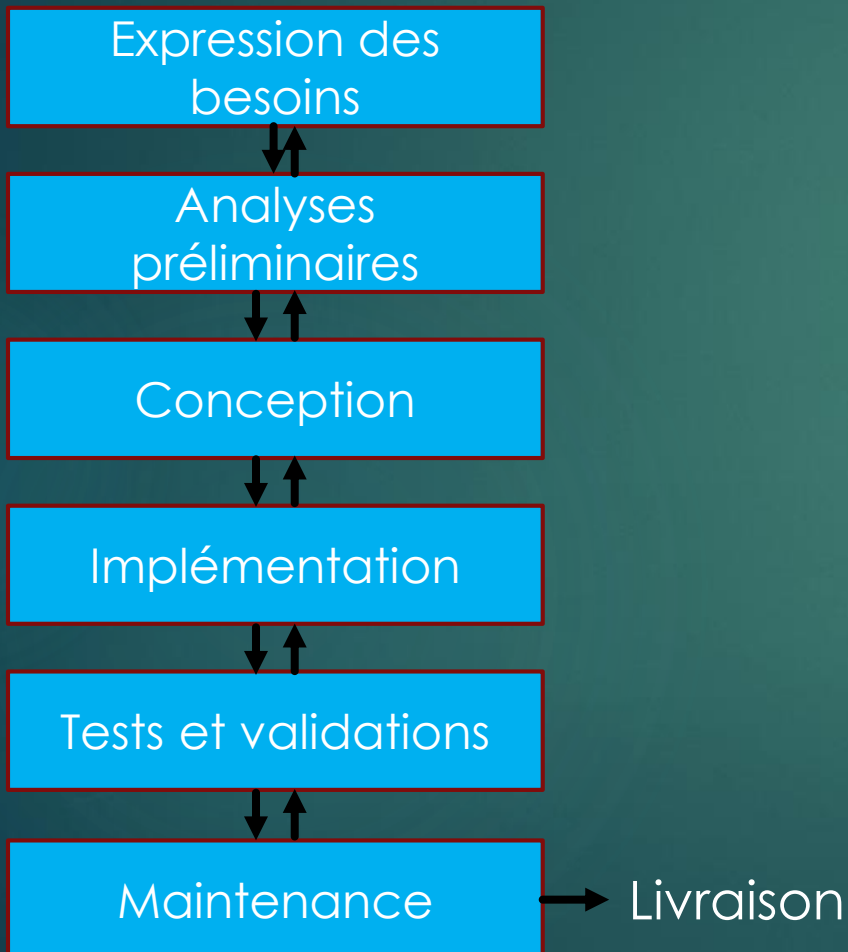 Expression des
besoins
Analyses
préliminaires
Conception
Implémentation
Tests et validations
Maintenance
Livraison